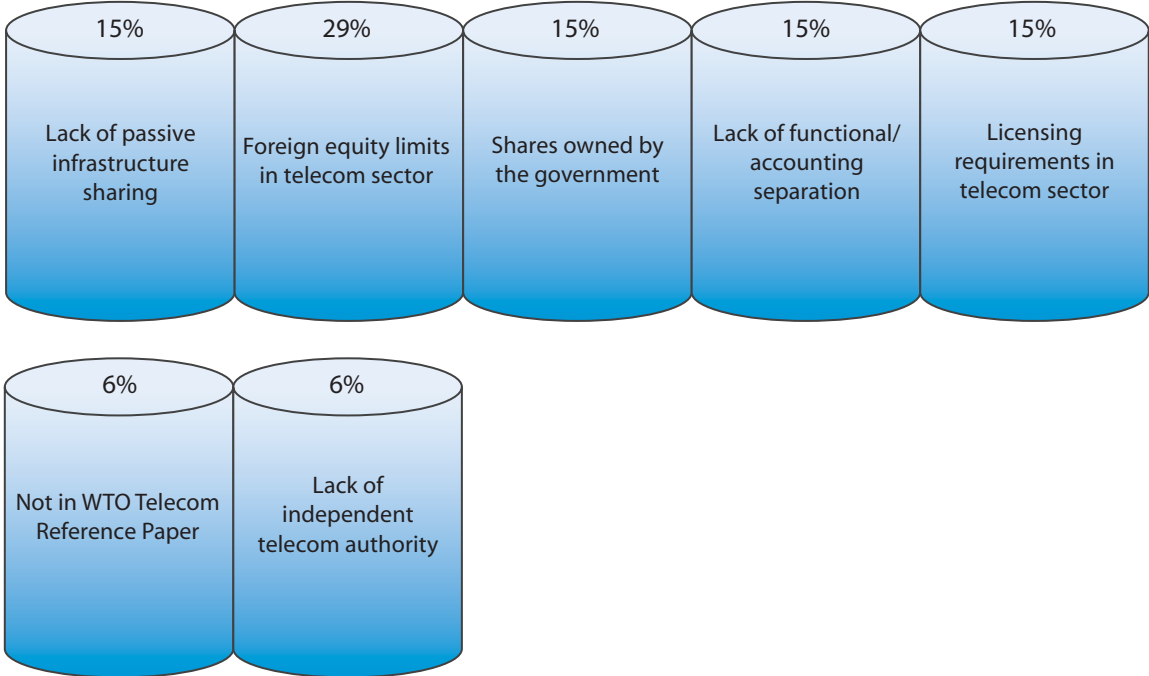 15%
Lack of passive
infrastructure
sharing
29%
Foreign equity limits
in telecom sector
15%
Shares owned by
the government
15%
Lack of functional/
accounting
separation
15%
Licensing
requirements in
telecom sector
6%
Not in WTO Telecom
Reference Paper
6%
Lack of
independent
telecom authority